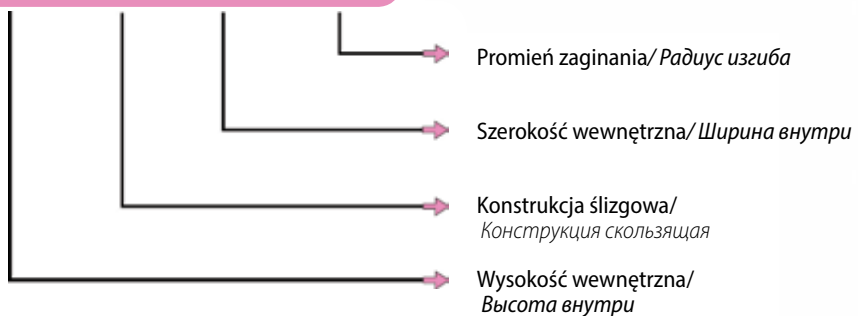 Promień zaginania/ Радиус изгиба
Szerokość wewnętrzna/ Ширина внутри
Konstrukcja ślizgowa/
Конструкция скользящая
Wysokość wewnętrzna/
Высота внутри